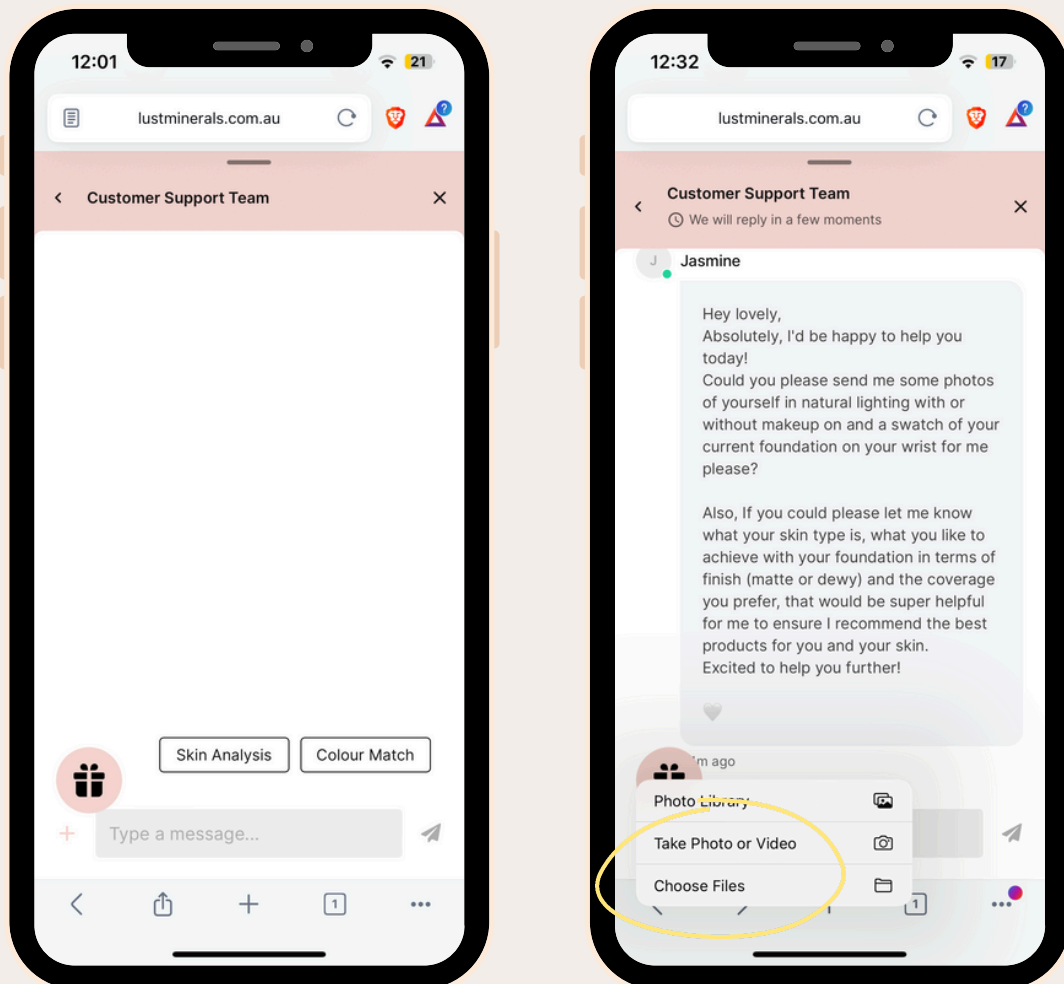 12:01
21
lustminerals.com.au
?
Customer Support Team
Skin Analysis
Colour Match
Type a message...
1
12:32
17
lustminerals.com.au
?
Customer Support Team
We will reply in a few moments
J
Jasmine
Hey lovely,
Absolutely, I'd be happy to help you
today!
Could you please send me some photos
of yourself in natural lighting with or
without makeup on and a swatch of your
current foundation on your wrist for me
please?
Also, If you could please let me know
what your skin type is, what you like to
achieve with your foundation in terms of
finish (matte or dewy) and the coverage
you prefer, that would be super helpful
for me to ensure I recommend the best
products for you and your skin.
Excited to help you further!
m ago
Photo Library
Take Photo or Video
Choose Files
1